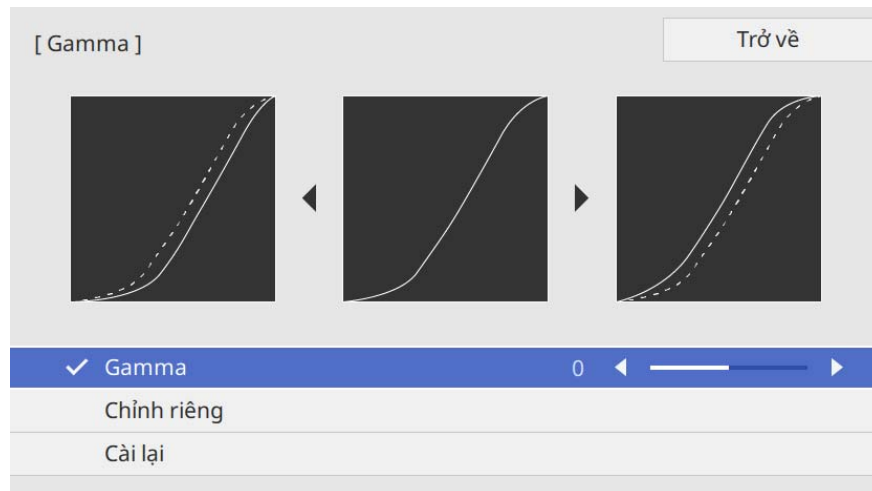 [ Gamma ]
Trở về
Gamma 0
Chỉnh riêng
Cài lại